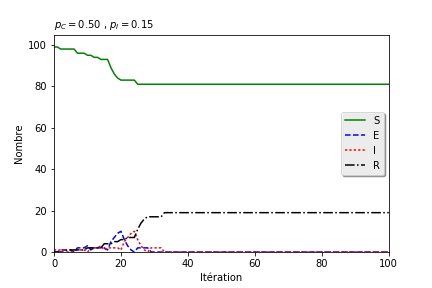 p_C = 0.50 , p_I = 0.15
100
80
60
40
20
0
Nombre
S
E
I
R
0 20 40 60 80 100
Itération